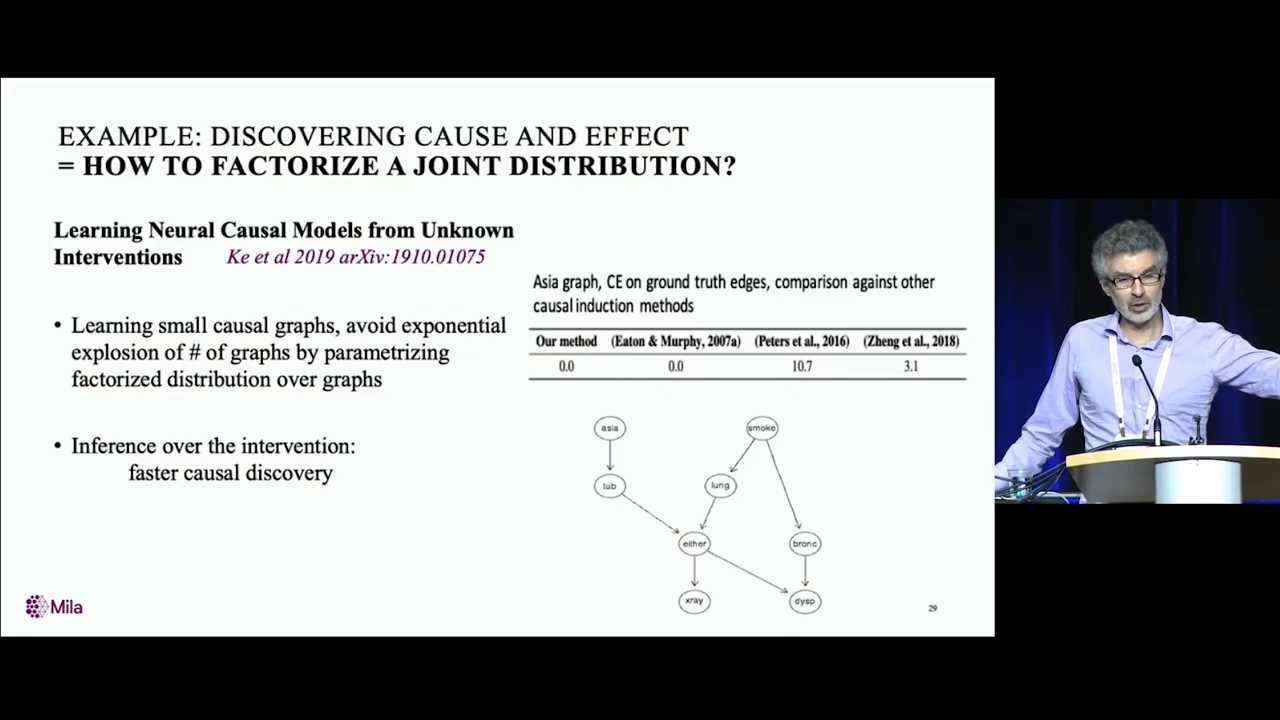 EXAMPLE: DISCOVERING CAUSE AND EFFECT
= HOW TO FACTORIZE A JOINT DISTRIBUTION?
Learning Neural Causal Models from Unknown
Interventions Ke et al 2019 arXiv:1910.01075
• Learning small causal graphs, avoid exponential
explosion of # of graphs by parametrizing
factorized distribution over graphs
• Inference over the intervention:
faster causal discovery
Asia graph, CE on ground truth edges, comparison against other
causal induction methods
Our method (Eaton & Murphy, 2007a) (Peters et al., 2016) (Zheng et al., 2018)
0.0 0.0 10.7 3.1
asia smoke
tub lung
either bronc
xray dysp
Mila
29